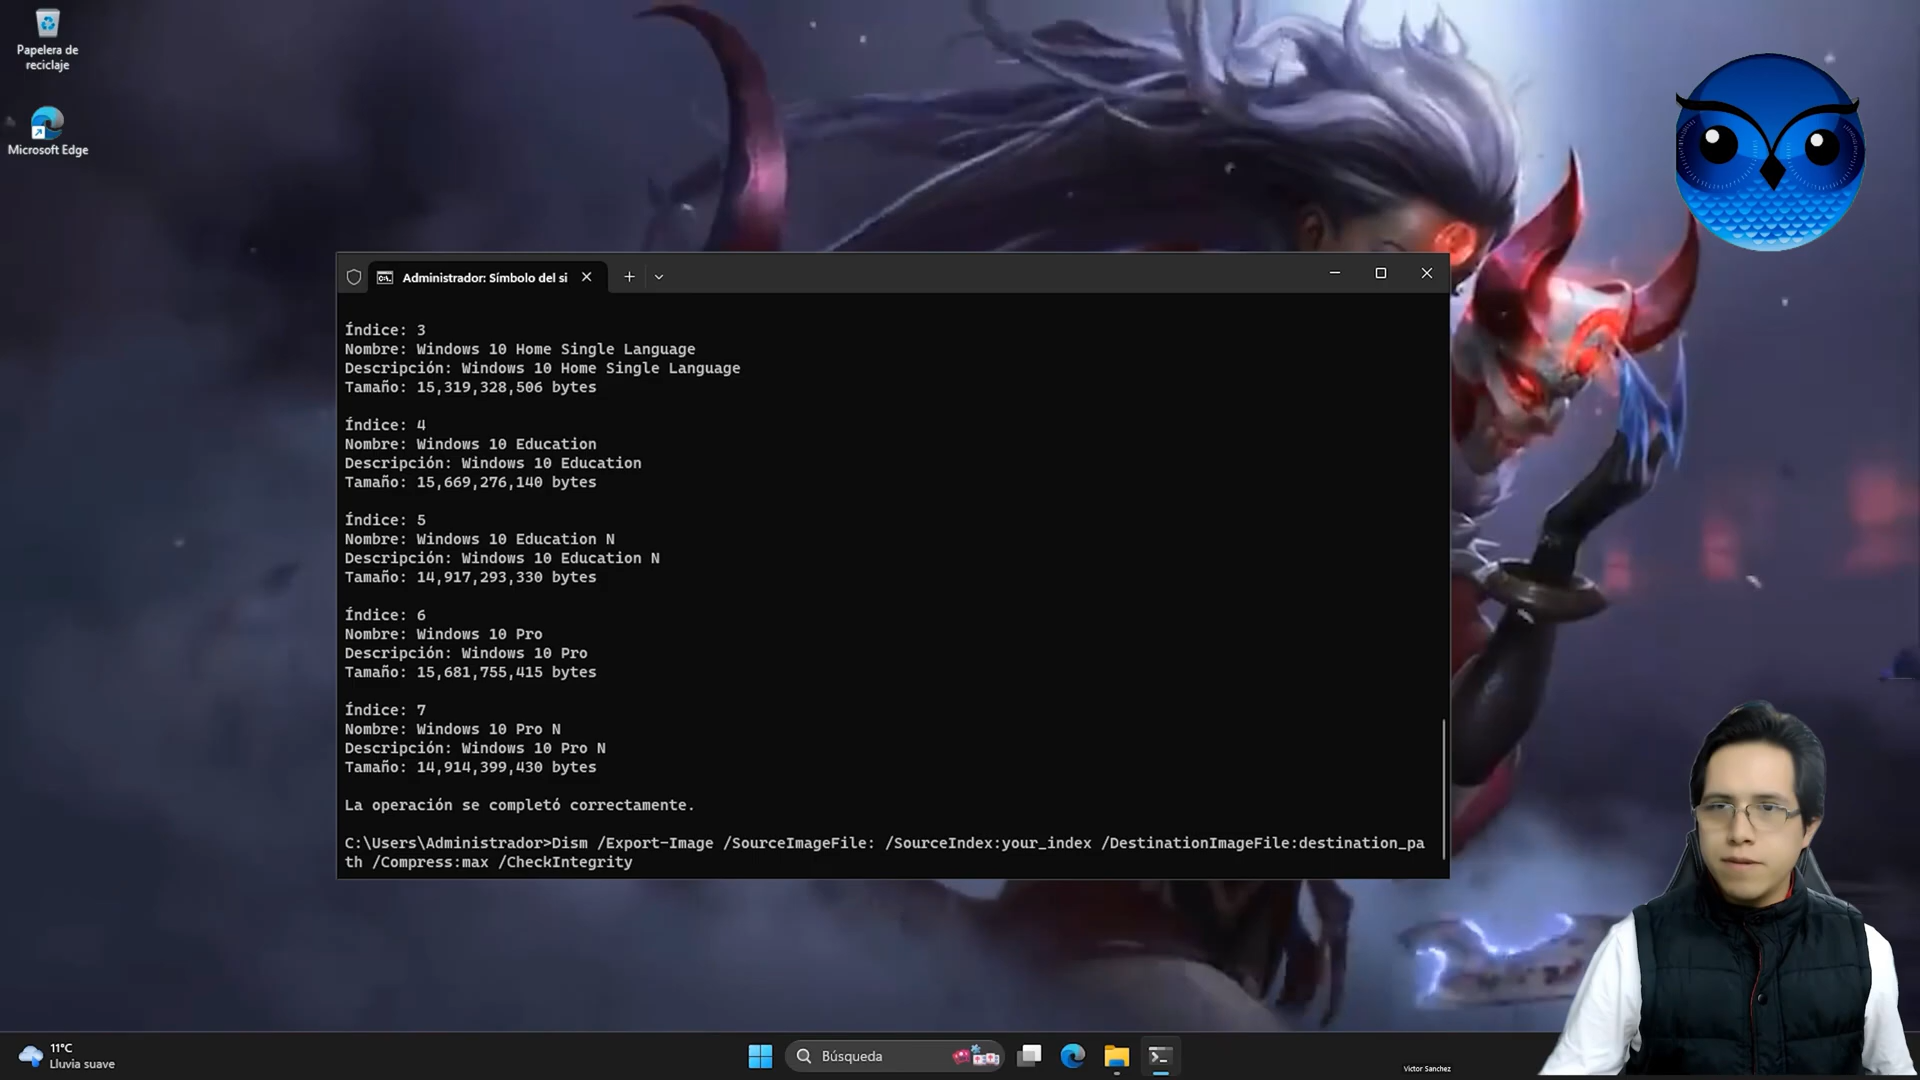 Papelera de
reciclaje
Microsoft Edge
Administrador: Símbolo del si
Índice: 3
Nombre: Windows 10 Home Single Language
Descripción: Windows 10 Home Single Language
Tamaño: 15,319,328,506 bytes
Índice: 4
Nombre: Windows 10 Education
Descripción: Windows 10 Education
Tamaño: 15,669,276,140 bytes
Índice: 5
Nombre: Windows 10 Education N
Descripción: Windows 10 Education N
Tamaño: 14,917,293,330 bytes
Índice: 6
Nombre: Windows 10 Pro
Descripción: Windows 10 Pro
Tamaño: 15,681,755,415 bytes
Índice: 7
Nombre: Windows 10 Pro N
Descripción: Windows 10 Pro N
Tamaño: 14,914,399,430 bytes
La operación se completó correctamente.
C:\Users\Administrador>Dism /Export-Image /SourceImageFile: /SourceIndex:your_index /DestinationImageFile:destination_pa
th /Compress:max /CheckIntegrity
11°C
Lluvia suave
Búsqueda
Victor Sanchez